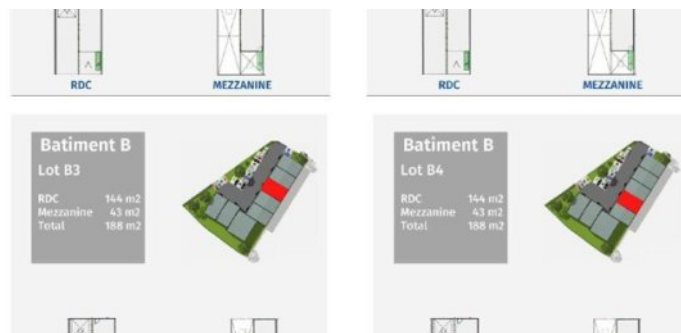 RDC MEZZANINE RDC MEZZANINE
Batiment B
Lot B3
RDC 144 m2
Mezzanine 43 m2
Total 188 m2
Batiment B
Lot B4
RDC 144 m2
Mezzanine 43 m2
Total 188 m2